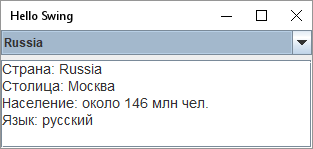 Hello Swing
Russia
Страна: Russia
Столица: Москва
Население: около 146 млн чел.
Язык: русский